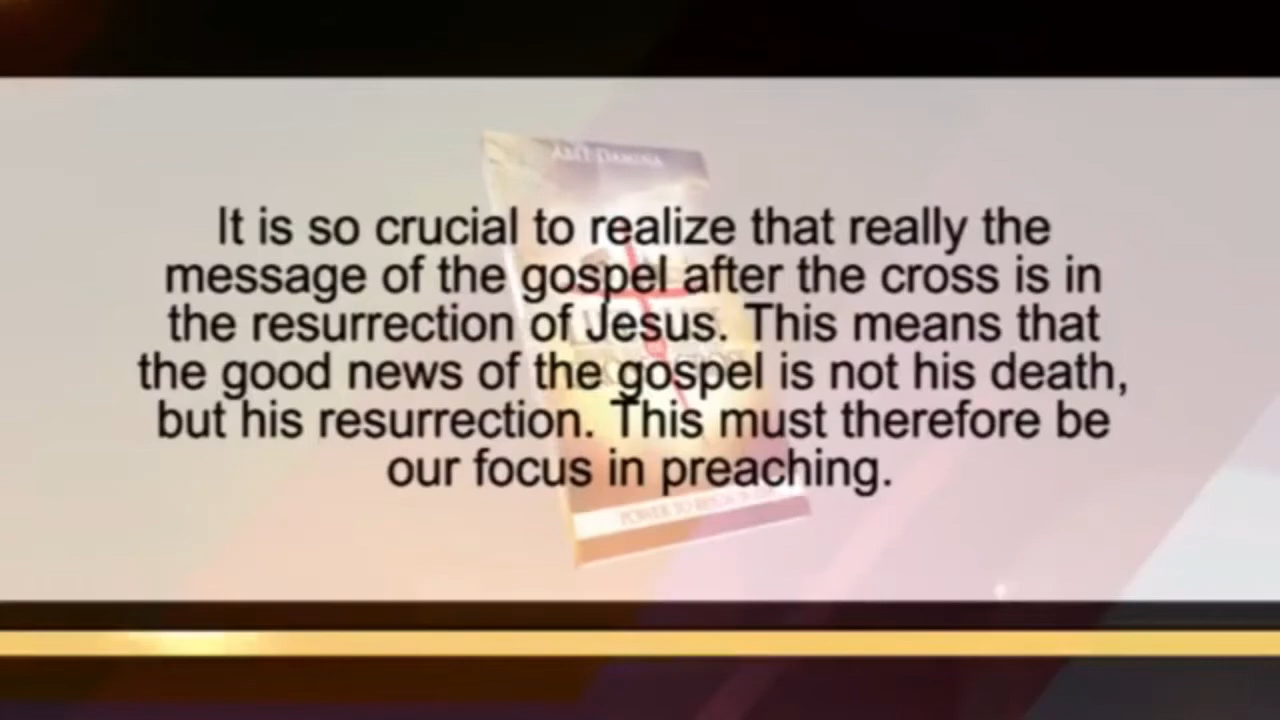 It is so crucial to realize that really the
message of the gospel after the cross is in
the resurrection of Jesus. This means that
the good news of the gospel is not his death,
but his resurrection. This must therefore be
our focus in preaching.